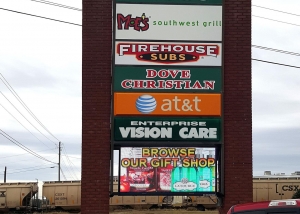 Moe's southwest grill
FIREHOUSE
SUBS
DOVE
CHRISTIAN
at&t
ENTERPRISE
VISION CARE
BROWSE
OUR GIFT SHOP
CSX